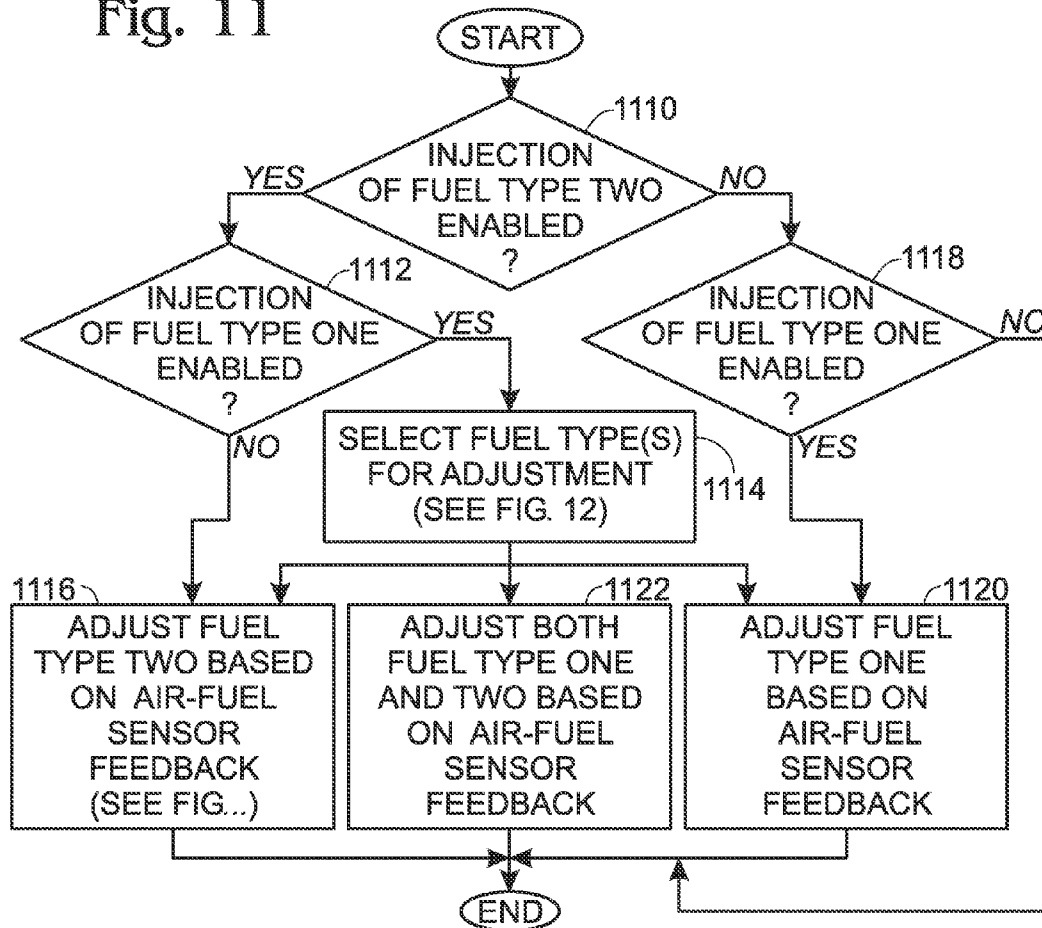 Fig. 11
START
1110
INJECTION
OF FUEL TYPE TWO
ENABLED
?
YES
NO
1112
INJECTION
OF FUEL TYPE ONE
ENABLED
?
YES
NO
1118
INJECTION
OF FUEL TYPE ONE
ENABLED
?
NO
YES
SELECT FUEL TYPE(S)
FOR ADJUSTMENT
(SEE FIG. 12)
1114
1116
ADJUST FUEL
TYPE TWO BASED
ON AIR-FUEL
SENSOR
FEEDBACK
(SEE FIG...)
1122
ADJUST BOTH
FUEL TYPE ONE
AND TWO BASED
ON AIR-FUEL
SENSOR
FEEDBACK
1120
ADJUST FUEL
TYPE ONE
BASED ON
AIR-FUEL
SENSOR
FEEDBACK
END